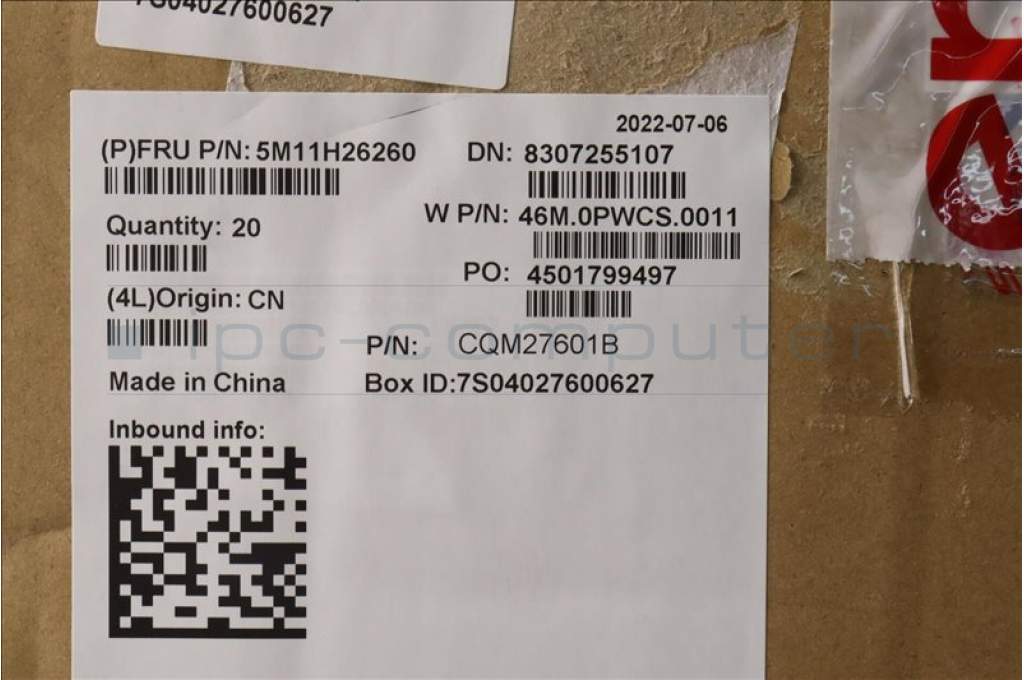 7S04027600627
2022-07-06
(P)FRU P/N: 5M11H26260
DN: 8307255107
Quantity: 20
W P/N: 46M.0PWCS.0011
PO: 4501799497
(4L)Origin: CN
ipc-computer
P/N: CQM27601B
Made in China
Box ID:7S04027600627
Inbound info: